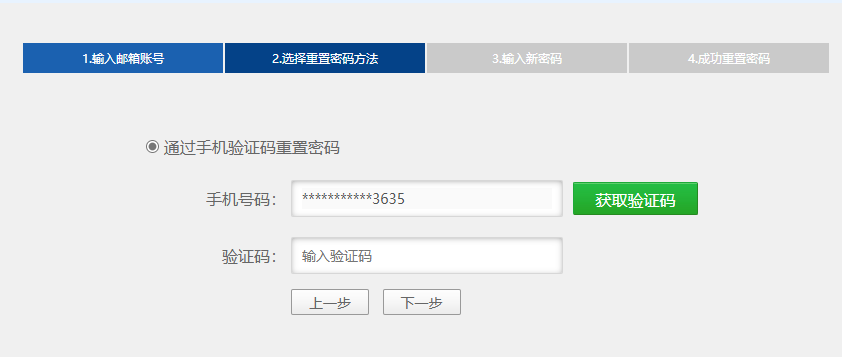 1.输入邮箱账号 2.选择重置密码方法 3.输入新密码 4.成功重置密码
通过手机验证码重置密码
手机号码： ***********3635 获取验证码
验证码： 输入验证码
上一步 下一步